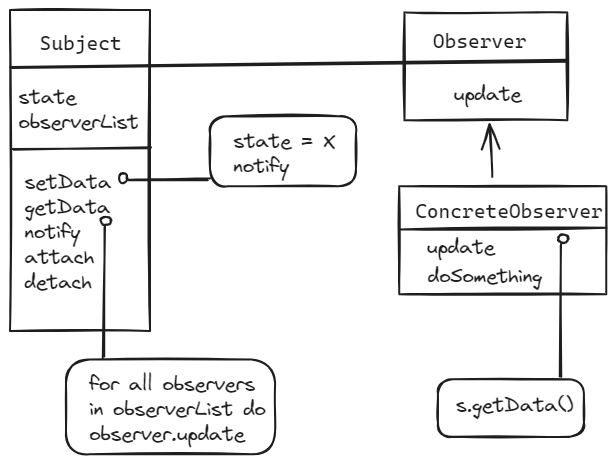 Subject
state
observerList
setData
getData
notify
attach
detach
state = x
notify
for all observers
in observerList do
observer.update
Observer
update
ConcreteObserver
update
doSomething
s.getData()